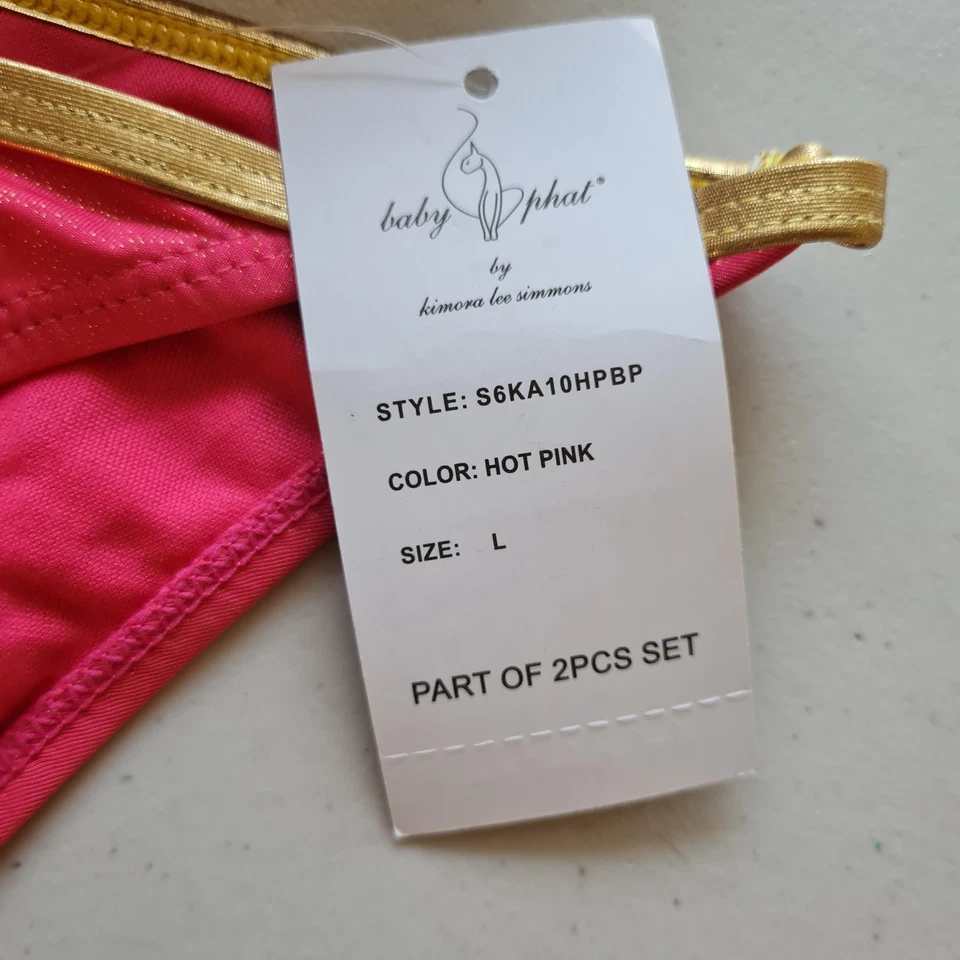 baby phat®
by
kimora lee simmons
STYLE: S6KA10HPBP
COLOR: HOT PINK
SIZE: L
PART OF 2PCS SET